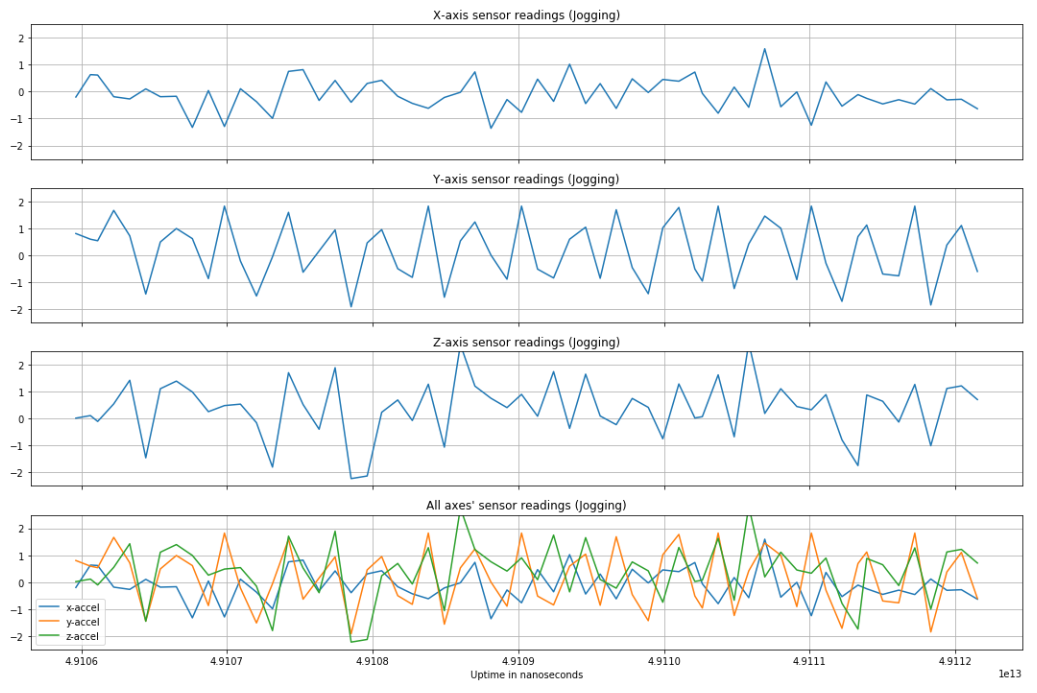 X-axis sensor readings (Jogging)
2
1
0
−1
−2
Y-axis sensor readings (Jogging)
2
1
0
−1
−2
Z-axis sensor readings (Jogging)
2
1
0
−1
−2
All axes' sensor readings (Jogging)
2
1
0
−1
−2
x-accel
y-accel
z-accel
4.9106 4.9107 4.9108 4.9109 4.9110 4.9111 4.9112
Uptime in nanoseconds
1e13